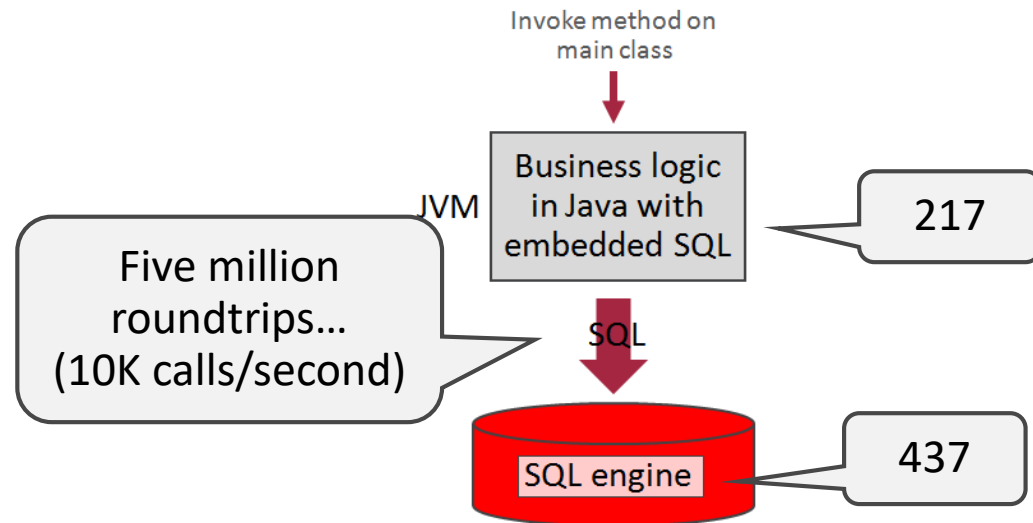 Invoke method on
main class
Business logic
in Java with
embedded SQL
JVM
217
Five million
roundtrips…
(10K calls/second)
SQL
SQL engine
437